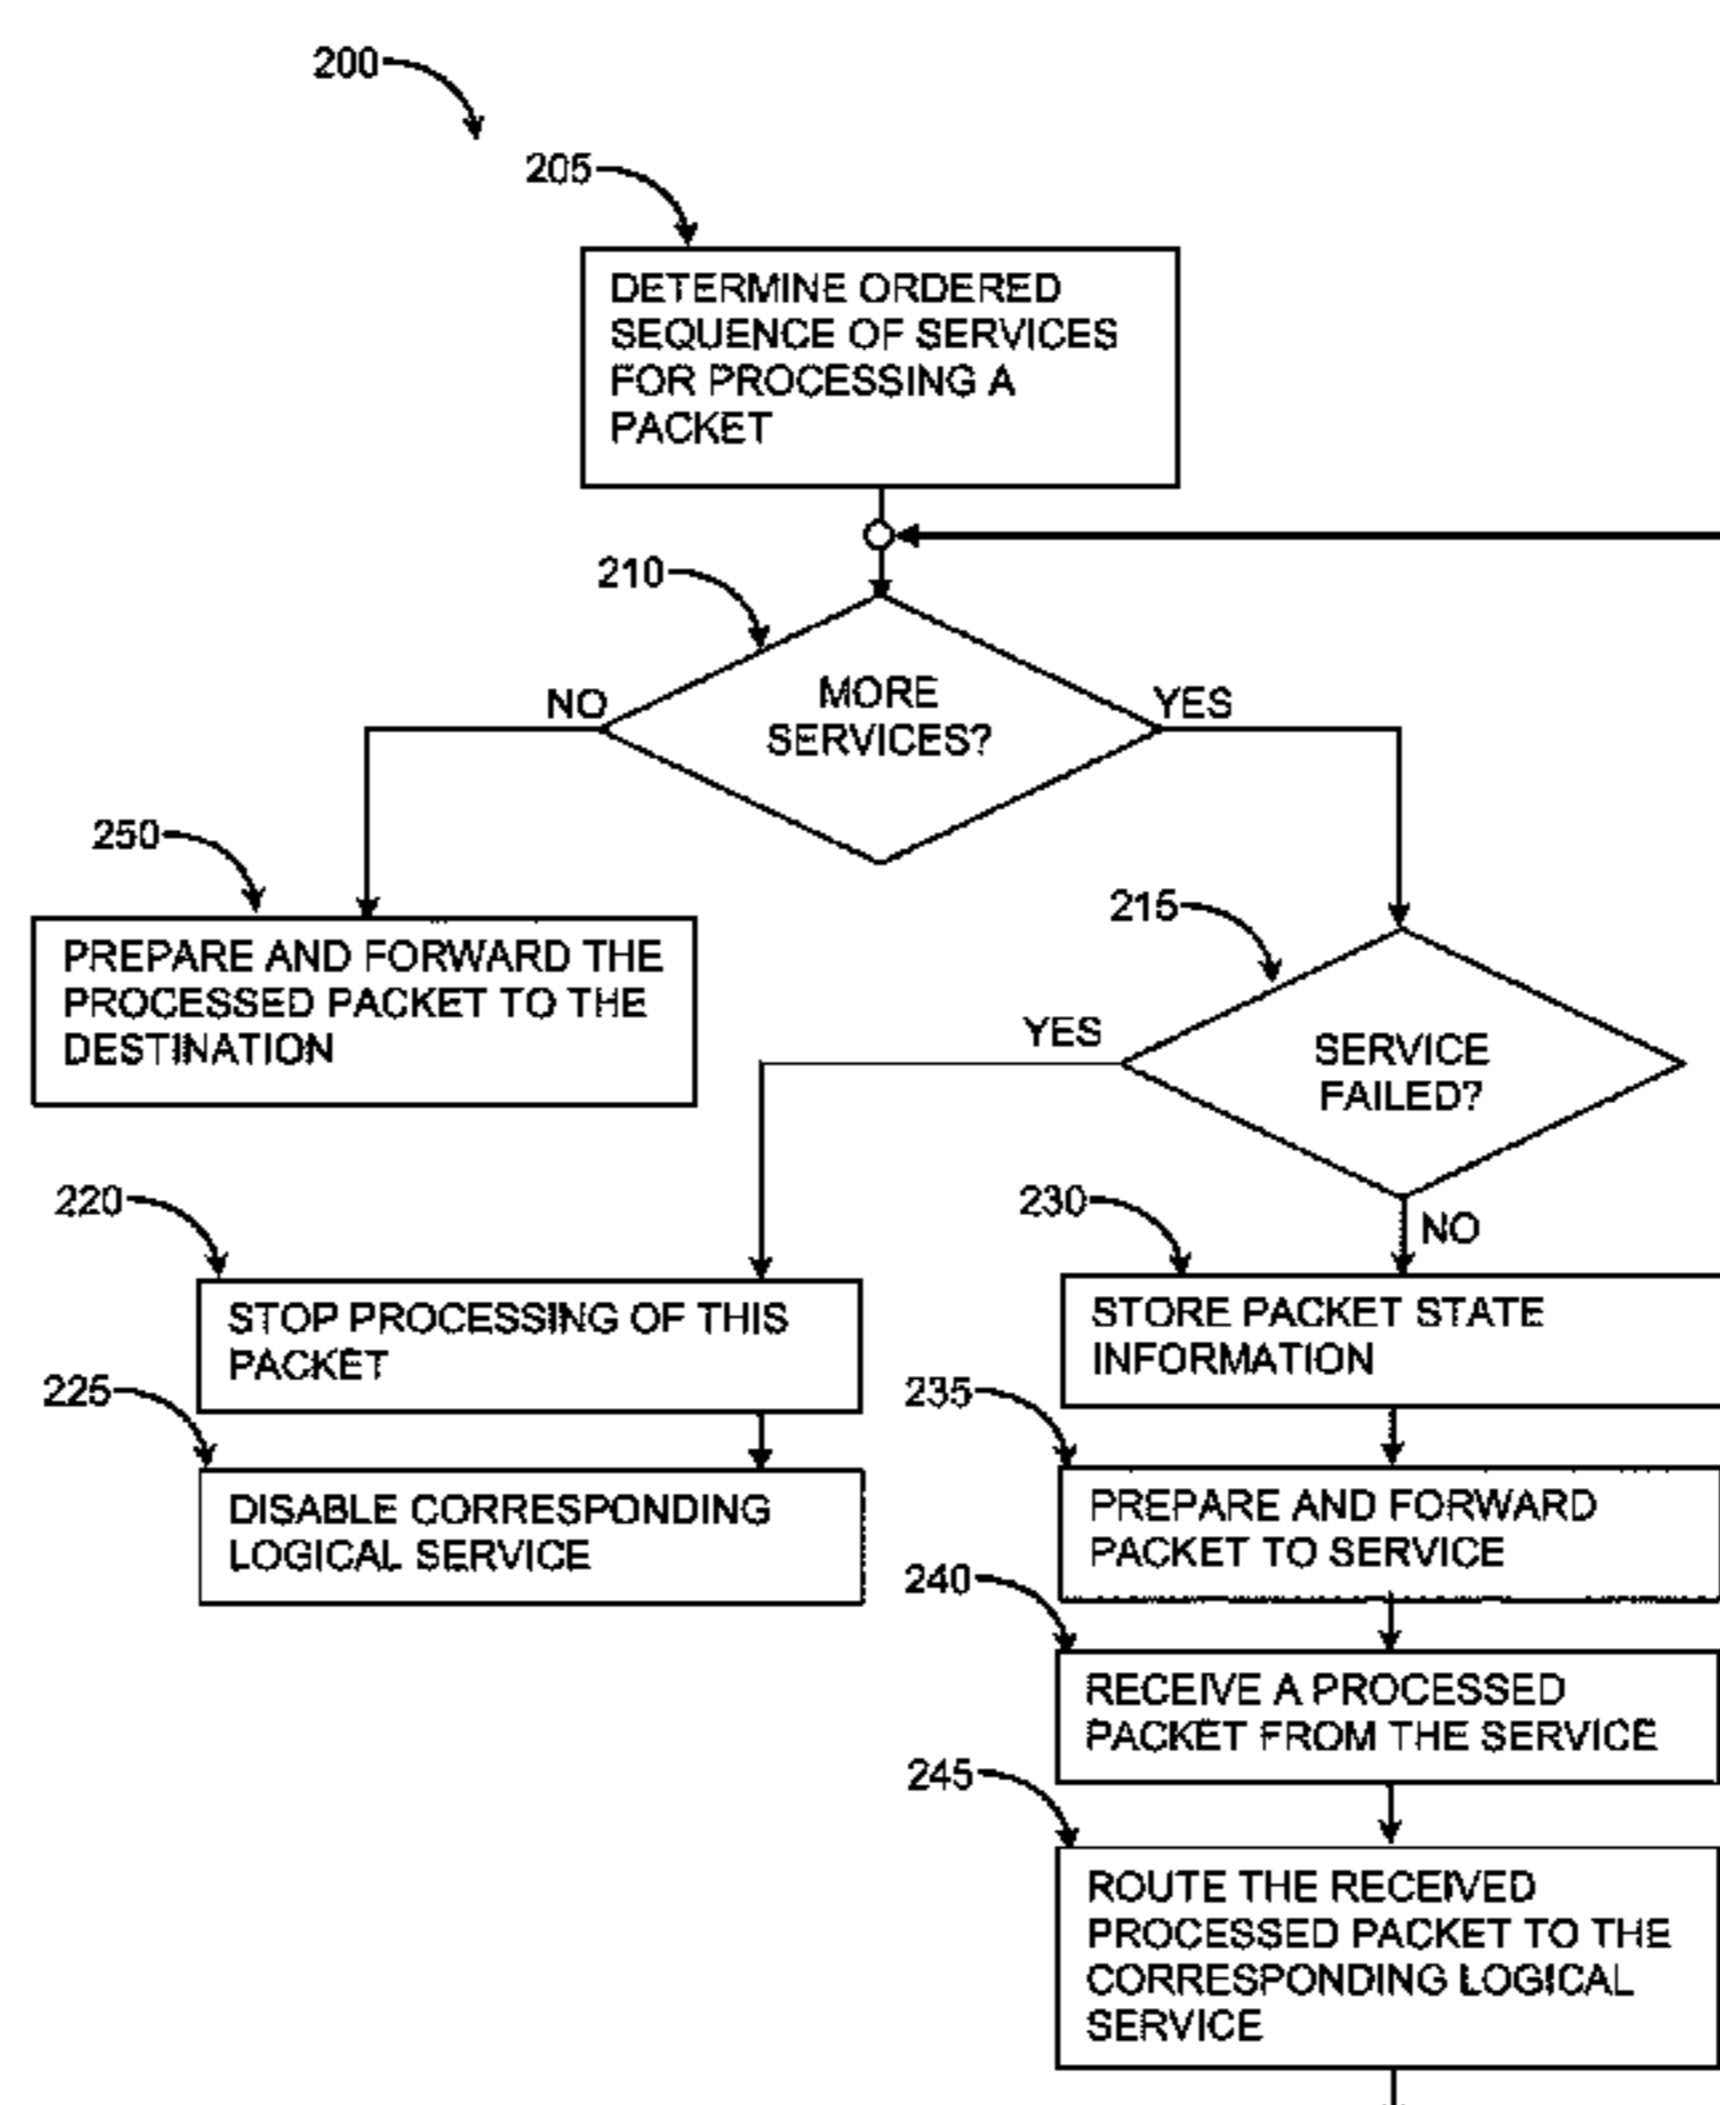 200
205
DETERMINE ORDERED
SEQUENCE OF SERVICES
FOR PROCESSING A
PACKET
210
MORE
SERVICES?
NO
YES
250
PREPARE AND FORWARD THE
PROCESSED PACKET TO THE
DESTINATION
215
SERVICE
FAILED?
YES
NO
220
STOP PROCESSING OF THIS
PACKET
225
DISABLE CORRESPONDING
LOGICAL SERVICE
230
STORE PACKET STATE
INFORMATION
235
PREPARE AND FORWARD
PACKET TO SERVICE
240
RECEIVE A PROCESSED
PACKET FROM THE SERVICE
245
ROUTE THE RECEIVED
PROCESSED PACKET TO THE
CORRESPONDING LOGICAL
SERVICE